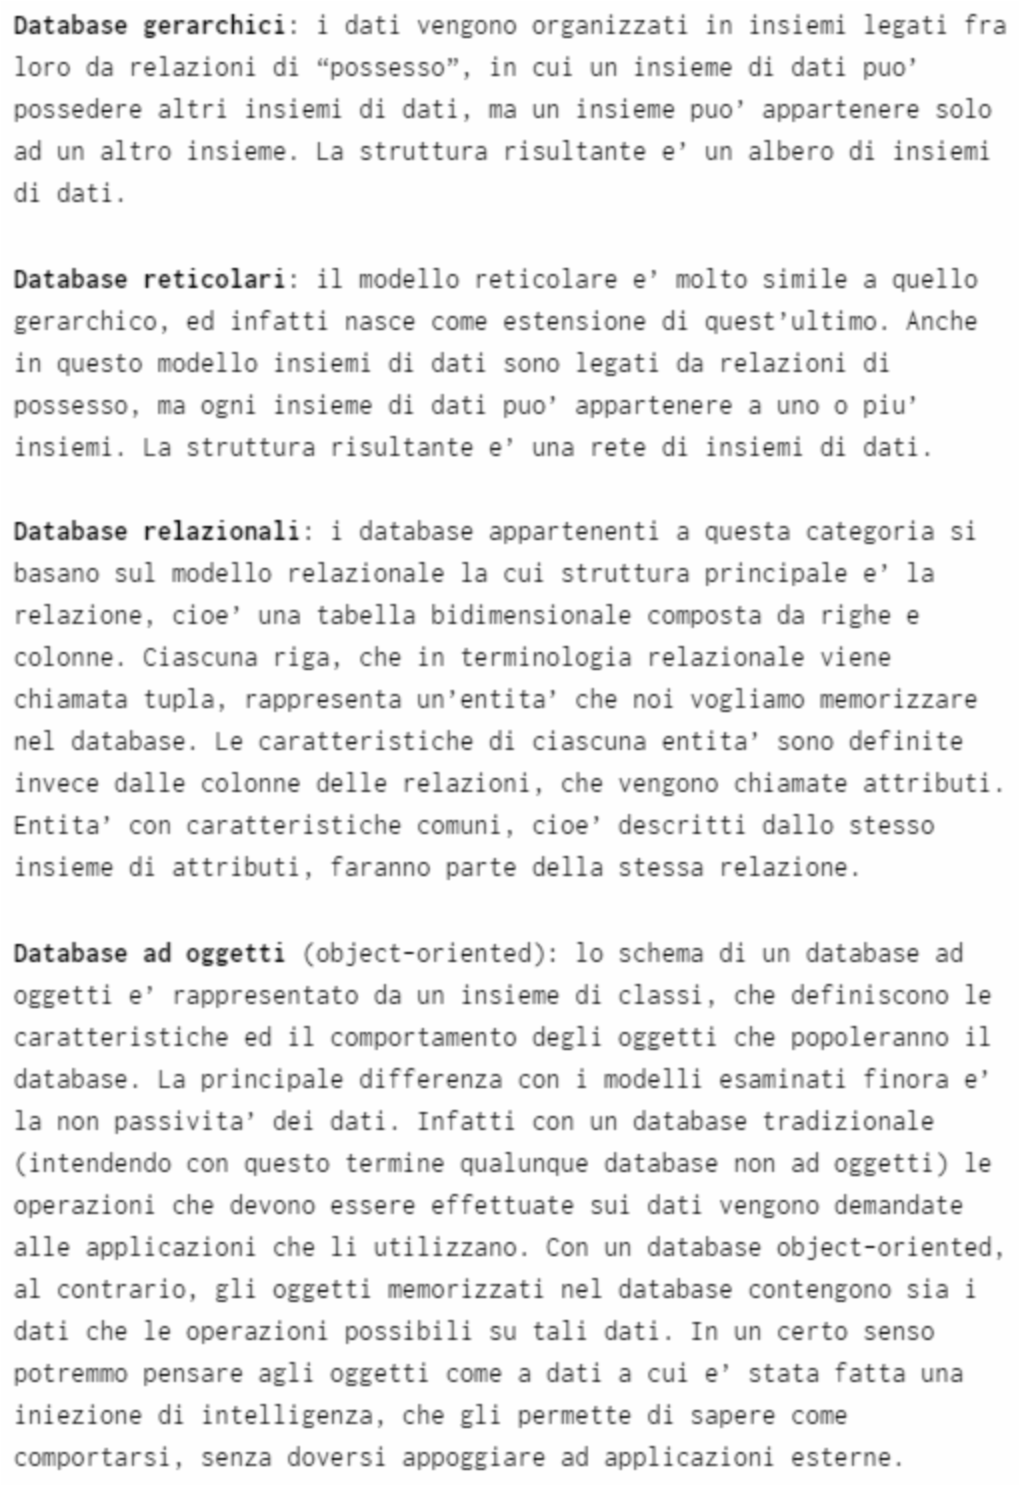 Database gerarchici: i dati vengono organizzati in insiemi legati fra
loro da relazioni di “possesso”, in cui un insieme di dati puo’
possedere altri insiemi di dati, ma un insieme puo’ appartenere solo
ad un altro insieme. La struttura risultante e’ un albero di insiemi
di dati.
Database reticolari: il modello reticolare e’ molto simile a quello
gerarchico, ed infatti nasce come estensione di quest’ultimo. Anche
in questo modello insiemi di dati sono legati da relazioni di
possesso, ma ogni insieme di dati puo’ appartenere a uno o piu’
insiemi. La struttura risultante e’ una rete di insiemi di dati.
Database relazionali: i database appartenenti a questa categoria si
basano sul modello relazionale la cui struttura principale e’ la
relazione, cioe’ una tabella bidimensionale composta da righe e
colonne. Ciascuna riga, che in terminologia relazionale viene
chiamata tupla, rappresenta un’entita’ che noi vogliamo memorizzare
nel database. Le caratteristiche di ciascuna entita’ sono definite
invece dalle colonne delle relazioni, che vengono chiamate attributi.
Entita’ con caratteristiche comuni, cioe’ descritti dallo stesso
insieme di attributi, faranno parte della stessa relazione.
Database ad oggetti (object-oriented): lo schema di un database ad
oggetti e’ rappresentato da un insieme di classi, che definiscono le
caratteristiche ed il comportamento degli oggetti che popoleranno il
database. La principale differenza con i modelli esaminati finora e’
la non passivita’ dei dati. Infatti con un database tradizionale
(intendendo con questo termine qualunque database non ad oggetti) le
operazioni che devono essere effettuate sui dati vengono demandate
alle applicazioni che li utilizzano. Con un database object-oriented,
al contrario, gli oggetti memorizzati nel database contengono sia i
dati che le operazioni possibili su tali dati. In un certo senso
potremmo pensare agli oggetti come a dati a cui e’ stata fatta una
iniezione di intelligenza, che gli permette di sapere come
comportarsi, senza doversi appoggiare ad applicazioni esterne.